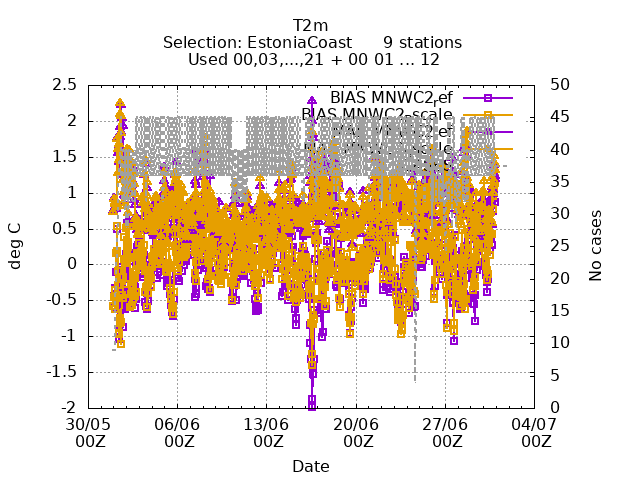 T2m
Selection: EstoniaCoast 9 stations
Used 00,03,...,21 + 00 01 ... 12
BIAS MNWC2_ref
BIAS MNWC2-scale
2.5
2
1.5
1
0.5
0
-0.5
-1
-1.5
-2
deg C
50
45
40
35
30
25
20
15
10
5
0
No cases
30/05 06/06 13/06 20/06 27/06 04/07
00Z 00Z 00Z 00Z 00Z 00Z
Date